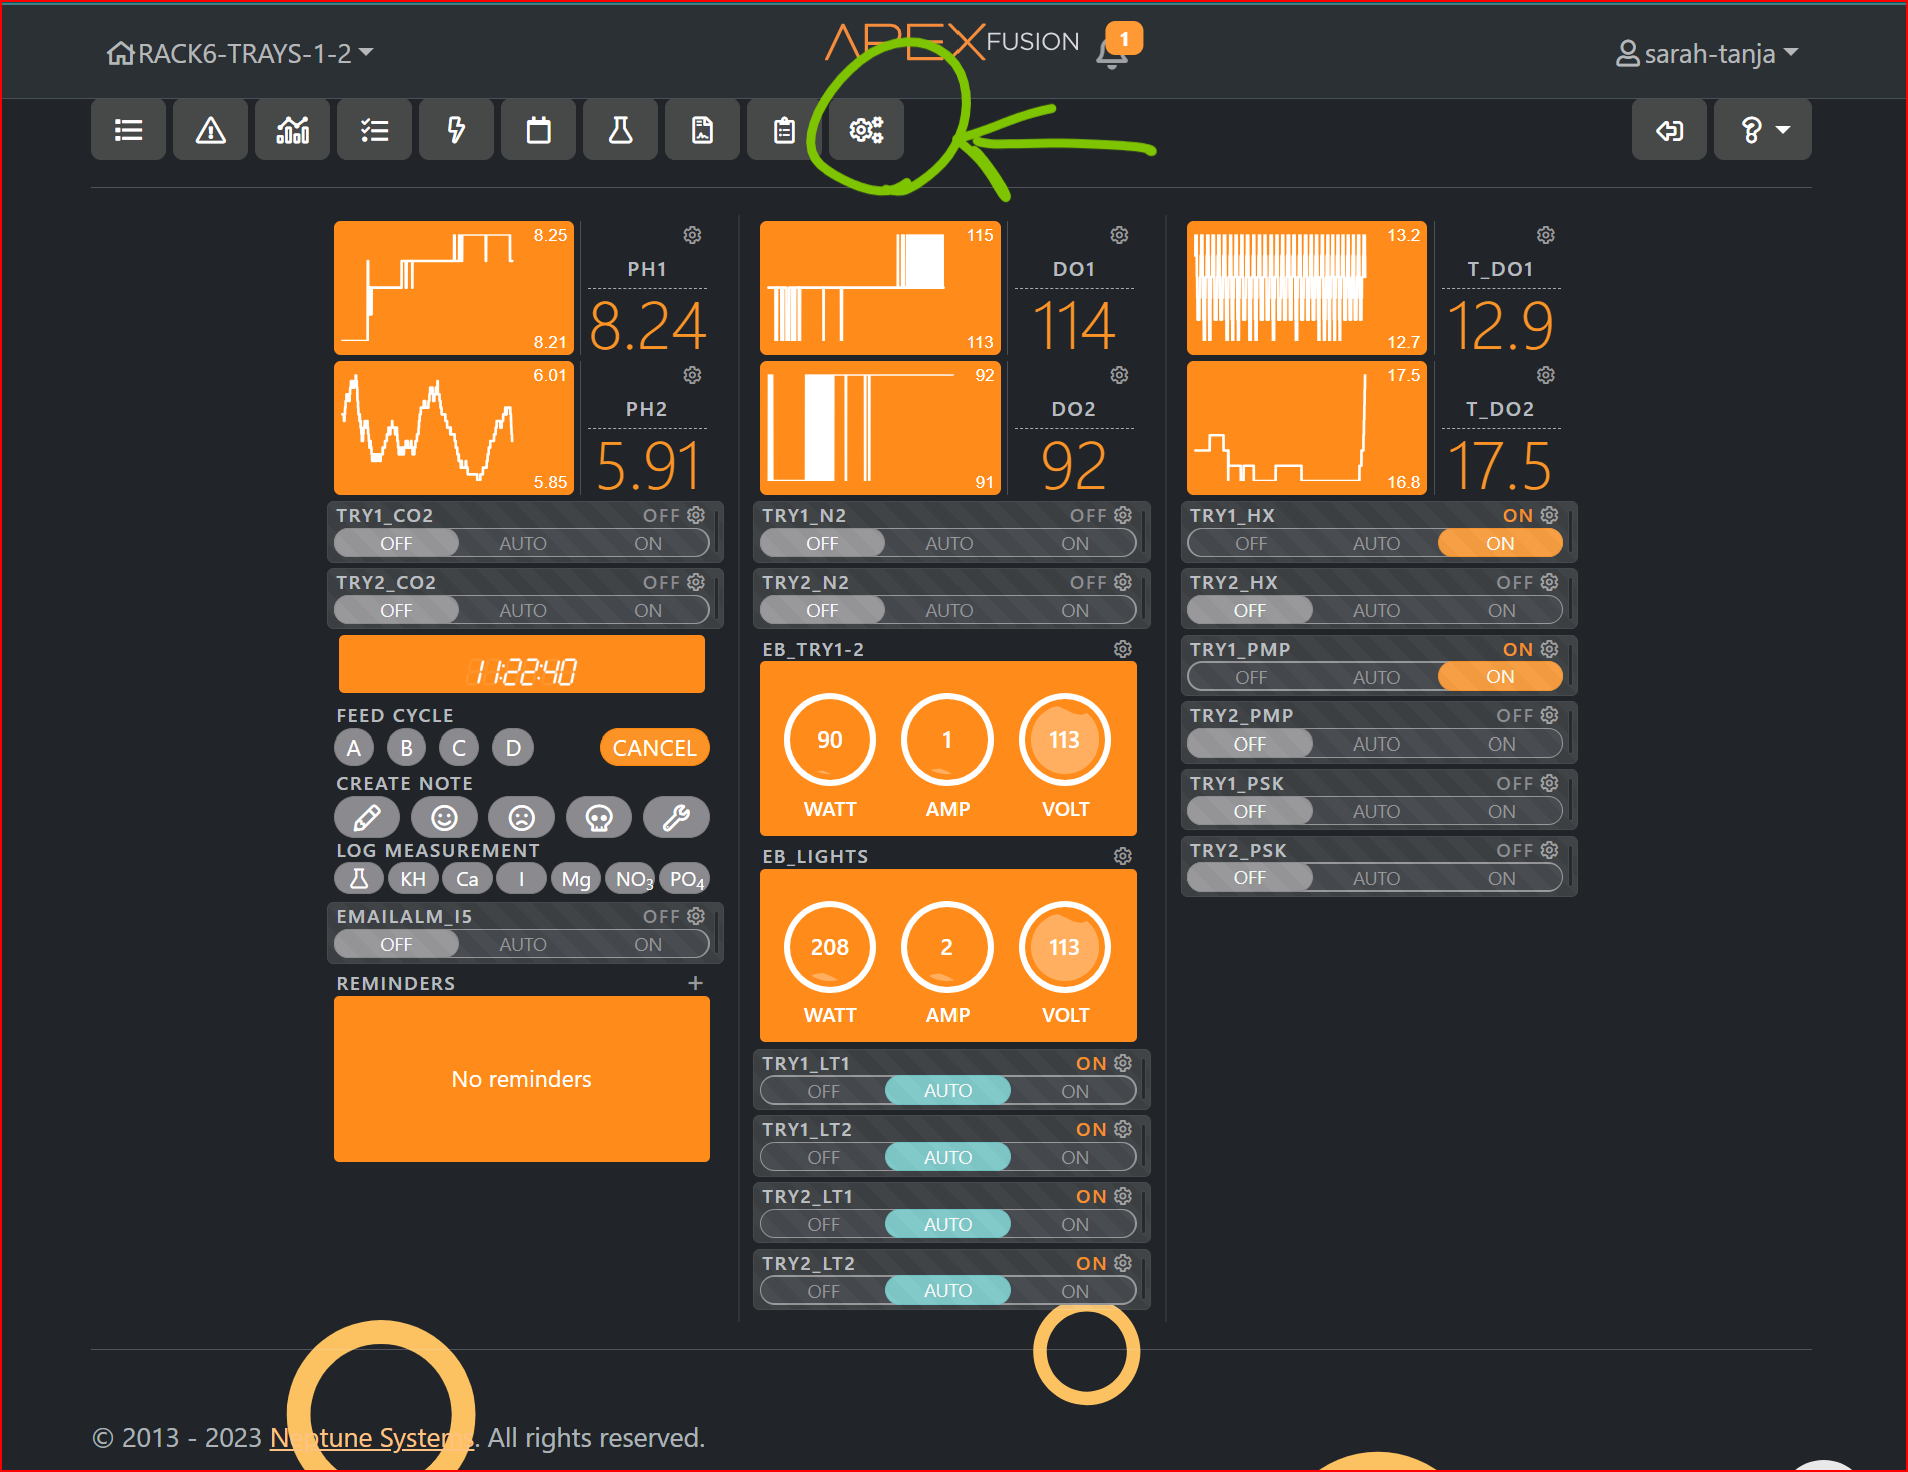 RACK6-TRAYS-1-2
APEX FUSION
1
sarah-tanja
8.25
8.21
PH1
8.24
115
113
DO1
114
13.2
12.7
T_DO1
12.9
6.01
5.85
PH2
5.91
92
91
DO2
92
17.5
16.8
T_DO2
17.5
TRY1_CO2 OFF
OFF AUTO ON
TRY2_CO2 OFF
OFF AUTO ON
11:22:40
FEED CYCLE
A B C D CANCEL
CREATE NOTE
LOG MEASUREMENT
KH Ca I Mg NO3 PO4
EMAILALM_I5 OFF
OFF AUTO ON
REMINDERS +
No reminders
TRY1_N2 OFF
OFF AUTO ON
TRY2_N2 OFF
OFF AUTO ON
EB_TRY1-2
90 1 113
WATT AMP VOLT
EB_LIGHTS
208 2 113
WATT AMP VOLT
TRY1_LT1 ON
OFF AUTO ON
TRY1_LT2 ON
OFF AUTO ON
TRY2_LT1 ON
OFF AUTO ON
TRY2_LT2 ON
OFF AUTO ON
TRY1_HX ON
OFF AUTO ON
TRY2_HX OFF
OFF AUTO ON
TRY1_PMP ON
OFF AUTO ON
TRY2_PMP OFF
OFF AUTO ON
TRY1_PSK OFF
OFF AUTO ON
TRY2_PSK OFF
OFF AUTO ON
© 2013 - 2023 Neptune Systems. All rights reserved.